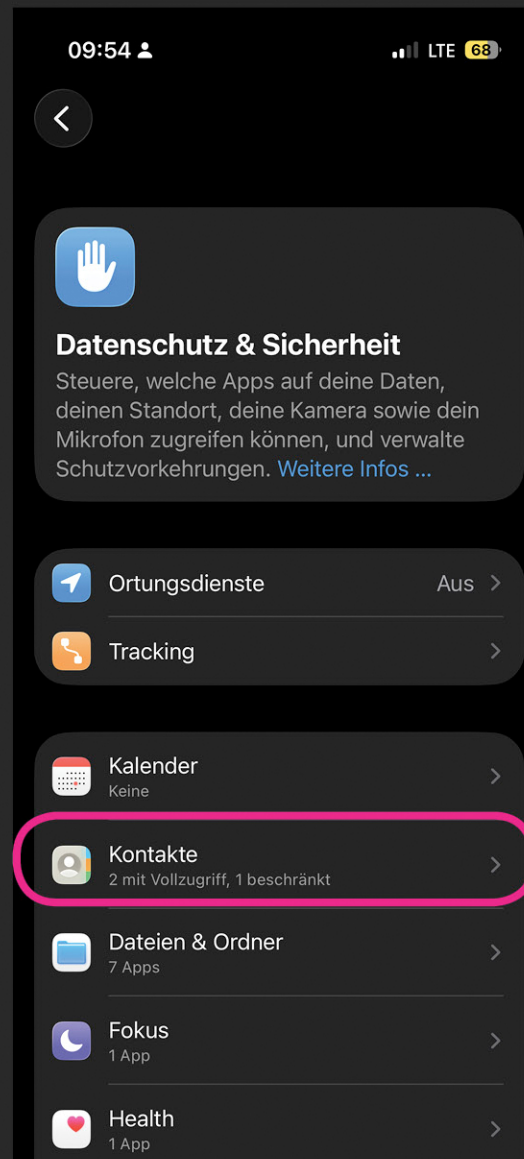 09:54 LTE 68
Datenschutz & Sicherheit
Steuere, welche Apps auf deine Daten,
deinen Standort, deine Kamera sowie dein
Mikrofon zugreifen können, und verwalte
Schutzvorkehrungen. Weitere Infos ...
Ortungsdienste Aus
Tracking
Kalender
Keine
Kontakte
2 mit Vollzugriff, 1 beschränkt
Dateien & Ordner
7 Apps
Fokus
1 App
Health
1 App